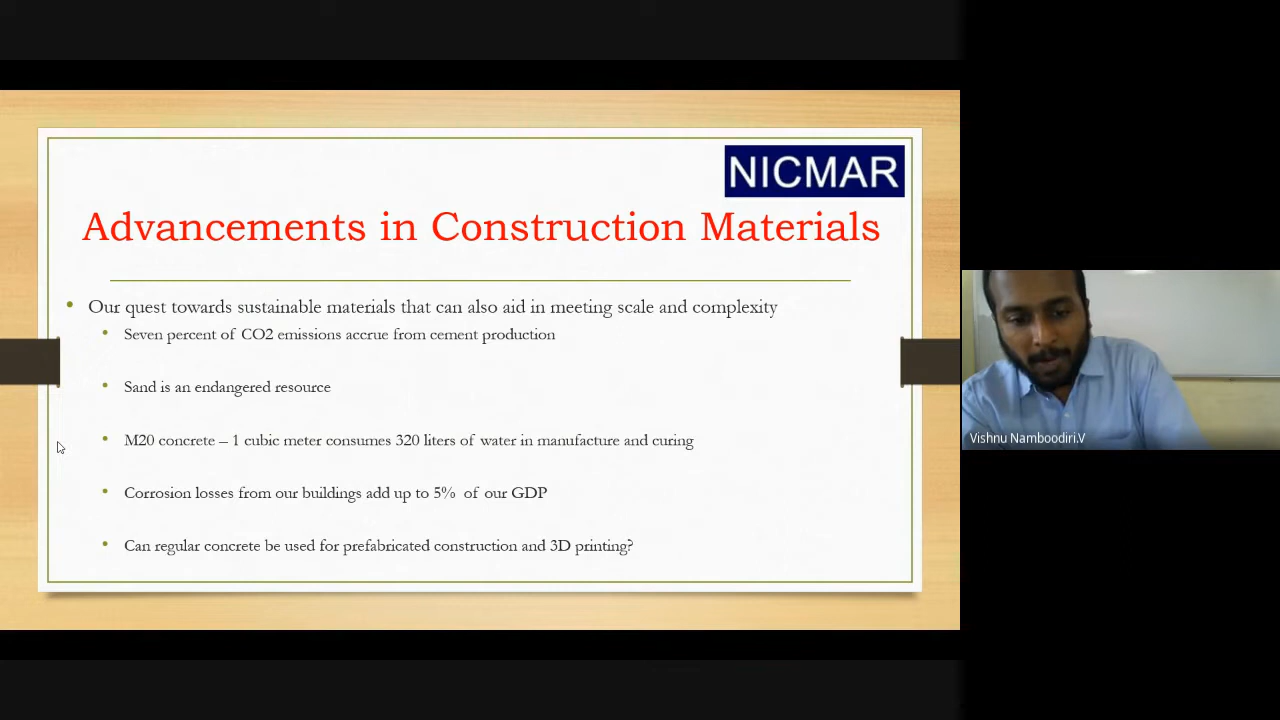 NICMAR
Advancements in Construction Materials
Our quest towards sustainable materials that can also aid in meeting scale and complexity
Seven percent of CO2 emissions accrue from cement production
Sand is an endangered resource
M20 concrete – 1 cubic meter consumes 320 liters of water in manufacture and curing
Corrosion losses from our buildings add up to 5% of our GDP
Can regular concrete be used for prefabricated construction and 3D printing?
Vishnu Namboodiri.V